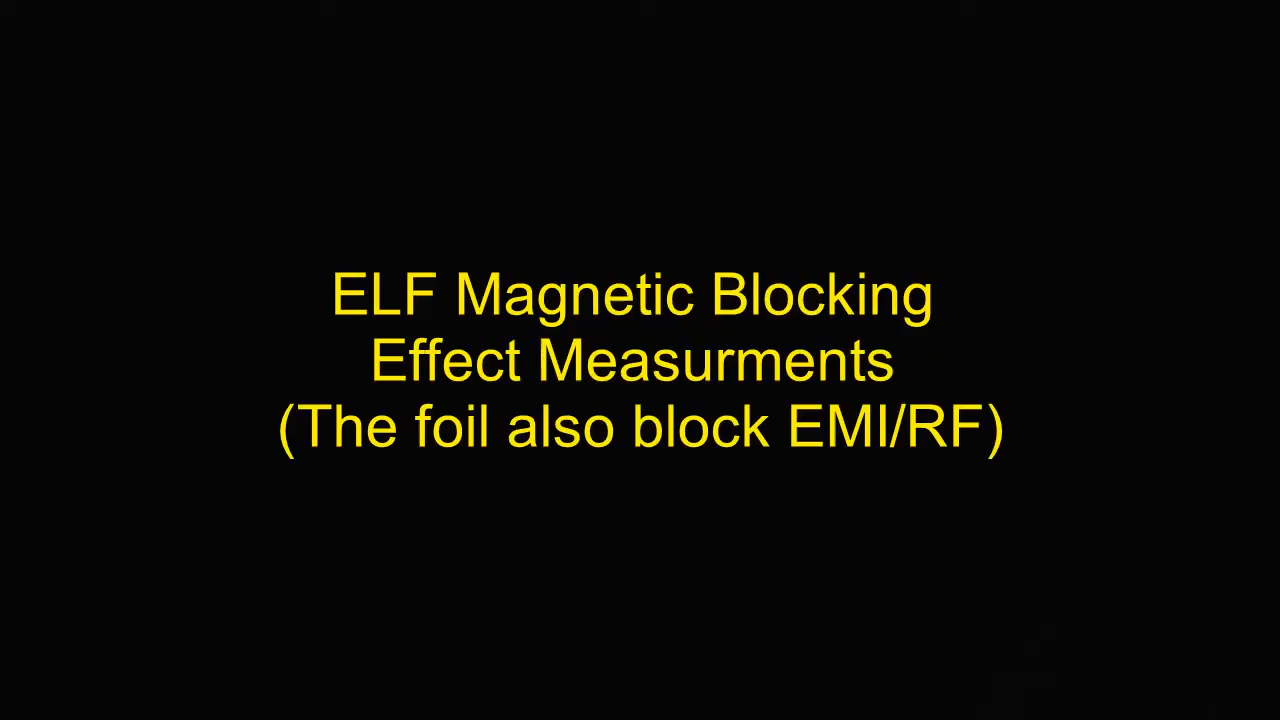 ELF Magnetic Blocking
Effect Measurments
(The foil also block EMI/RF)